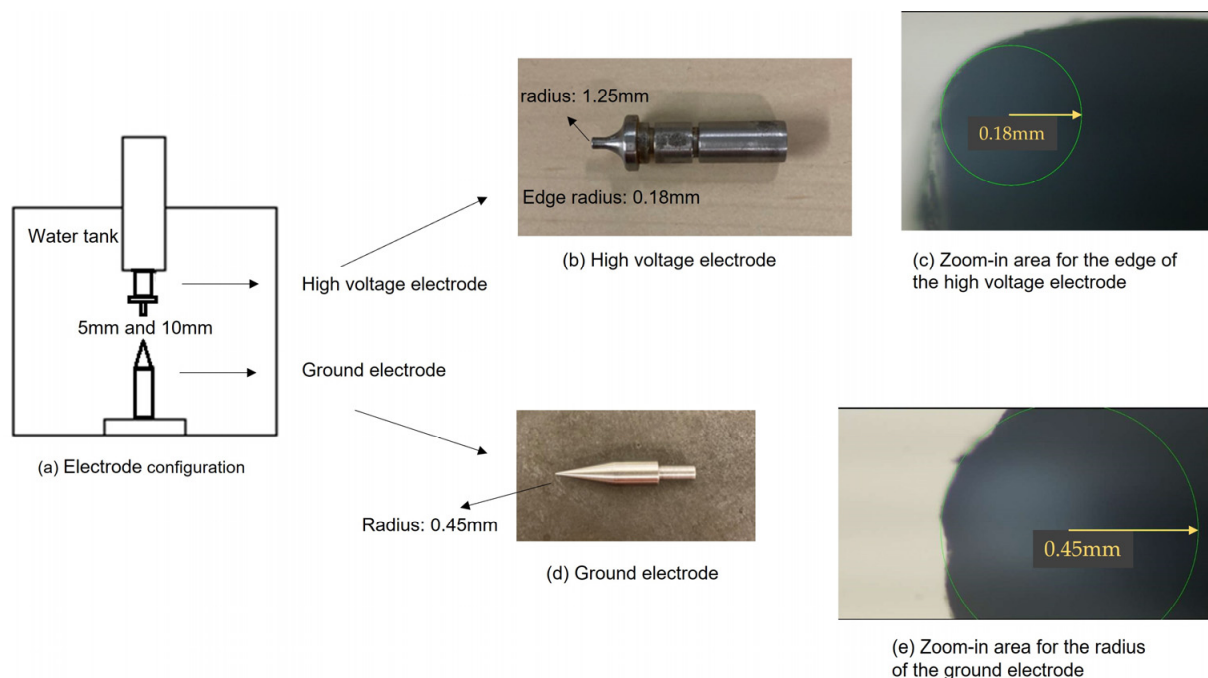 Water tank
5mm and 10mm
High voltage electrode
Ground electrode
(a) Electrode configuration
radius: 1.25mm
Edge radius: 0.18mm
(b) High voltage electrode
0.18mm
(c) Zoom-in area for the edge of
the high voltage electrode
Radius: 0.45mm
(d) Ground electrode
0.45mm
(e) Zoom-in area for the radius
of the ground electrode